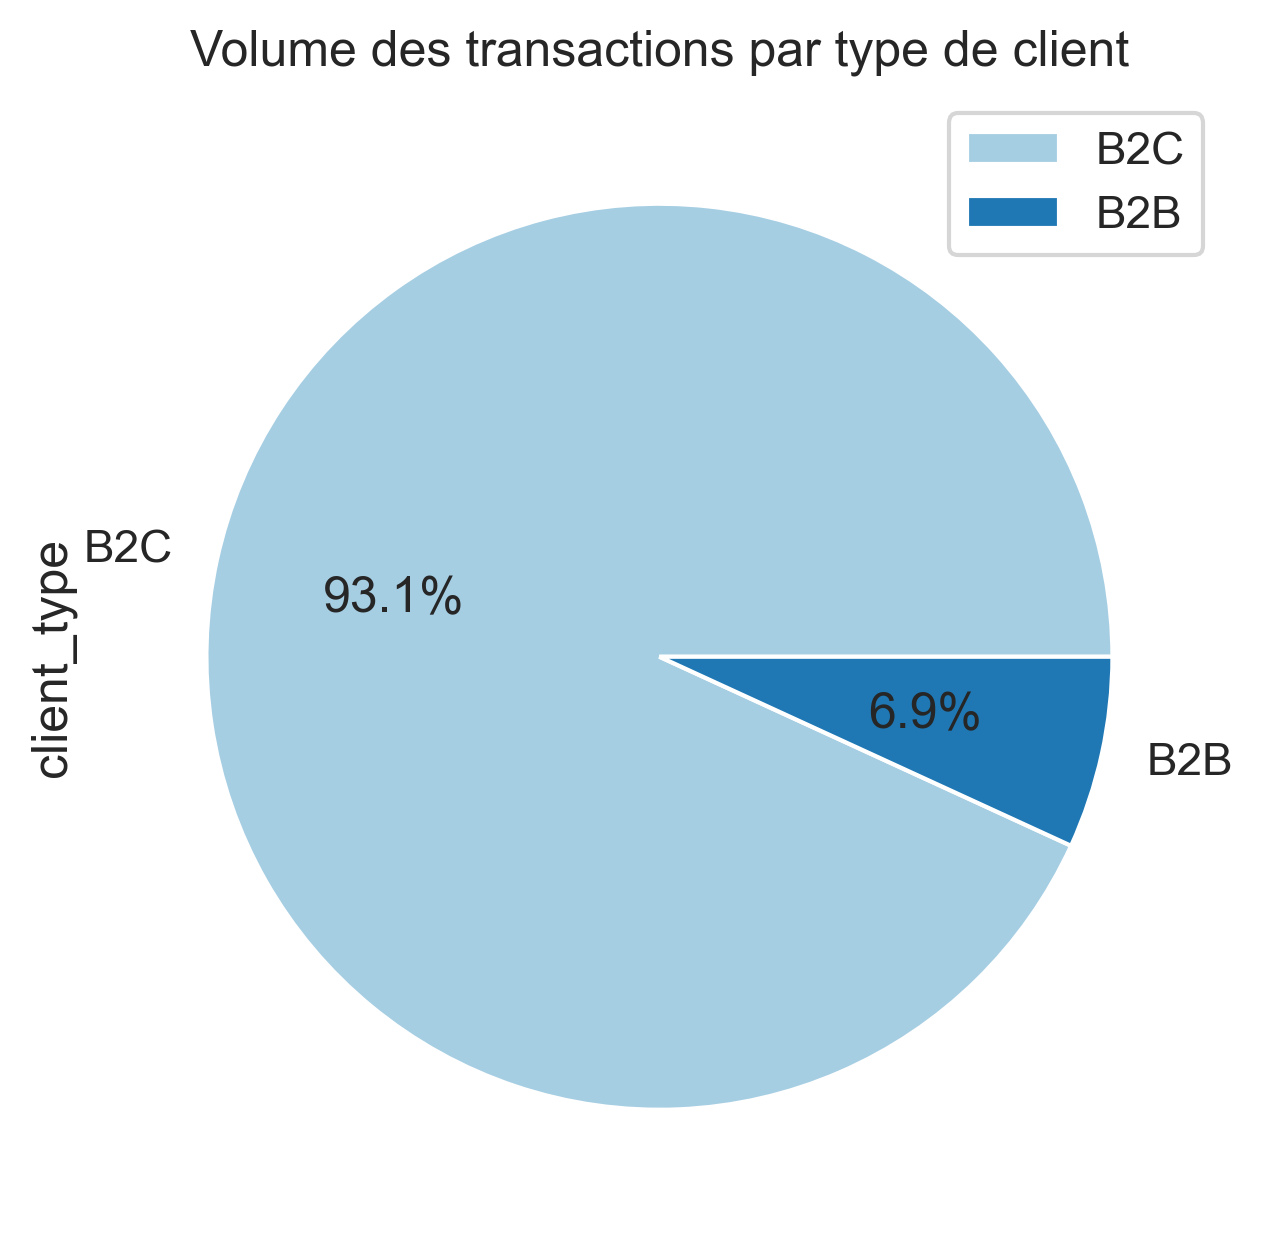 Volume des transactions par type de client
B2C
B2B
B2C
93.1%
client_type
6.9%
B2B